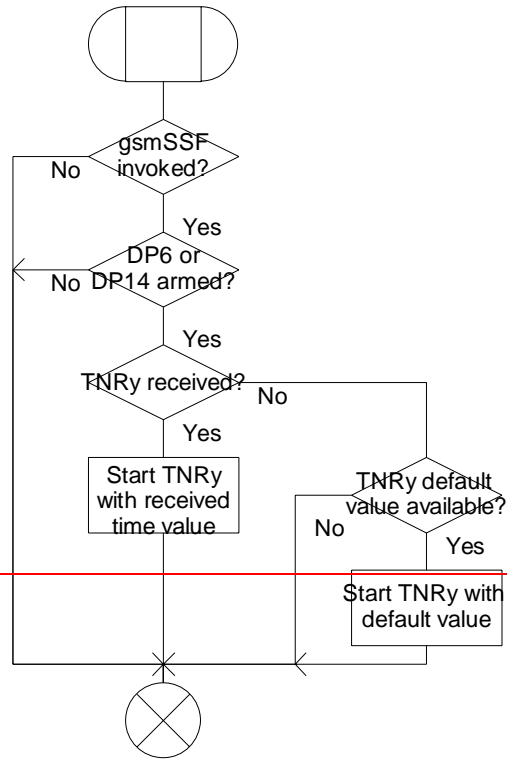 gsmSSF
invoked?
No
Yes
DP6 or
DP14 armed?
No
Yes
TNRy received?
No
Yes
Start TNRy
with received
time value
TNRy default
value available?
No
Yes
Start TNRy with
default value